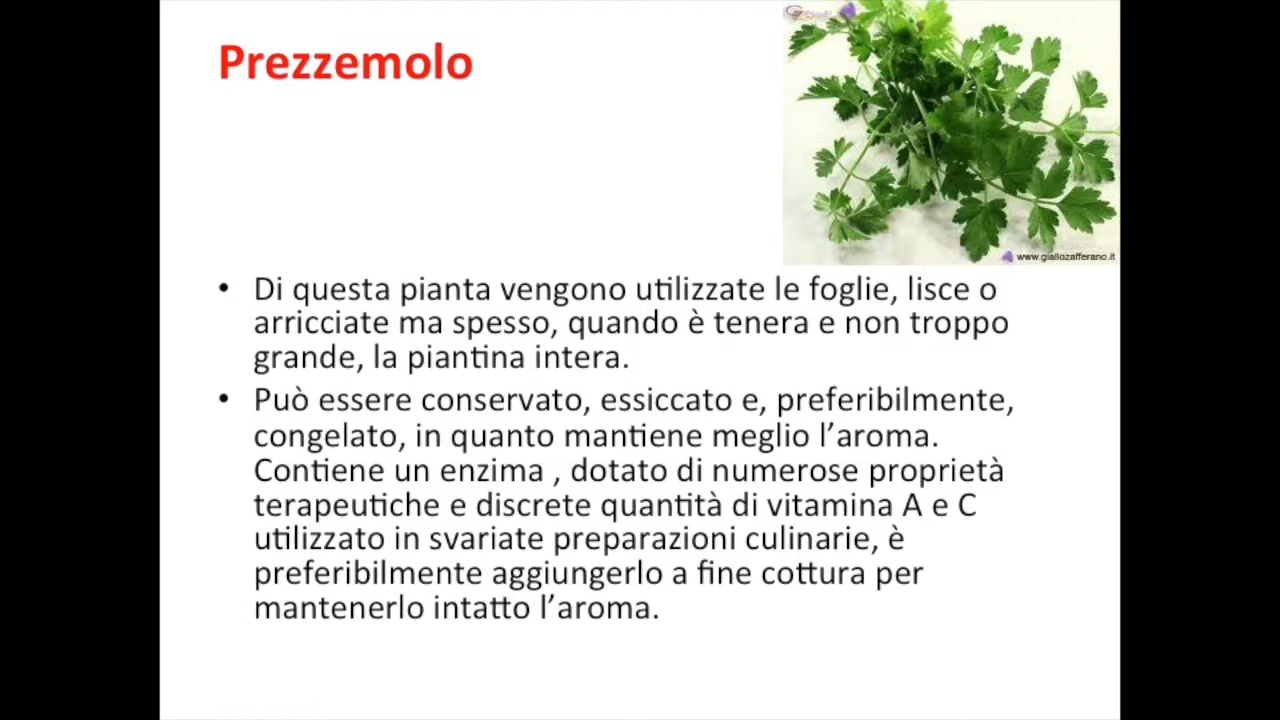 Prezzemolo
www.giallozafferano.it
• Di questa pianta vengono utilizzate le foglie, lisce o
arricciate ma spesso, quando è tenera e non troppo
grande, la piantina intera.
• Può essere conservato, essiccato e, preferibilmente,
congelato, in quanto mantiene meglio l’aroma.
Contiene un enzima , dotato di numerose proprietà
terapeutiche e discrete quantità di vitamina A e C
utilizzato in svariate preparazioni culinarie, è
preferibilmente aggiungerlo a fine cottura per
mantenerlo intatto l’aroma.